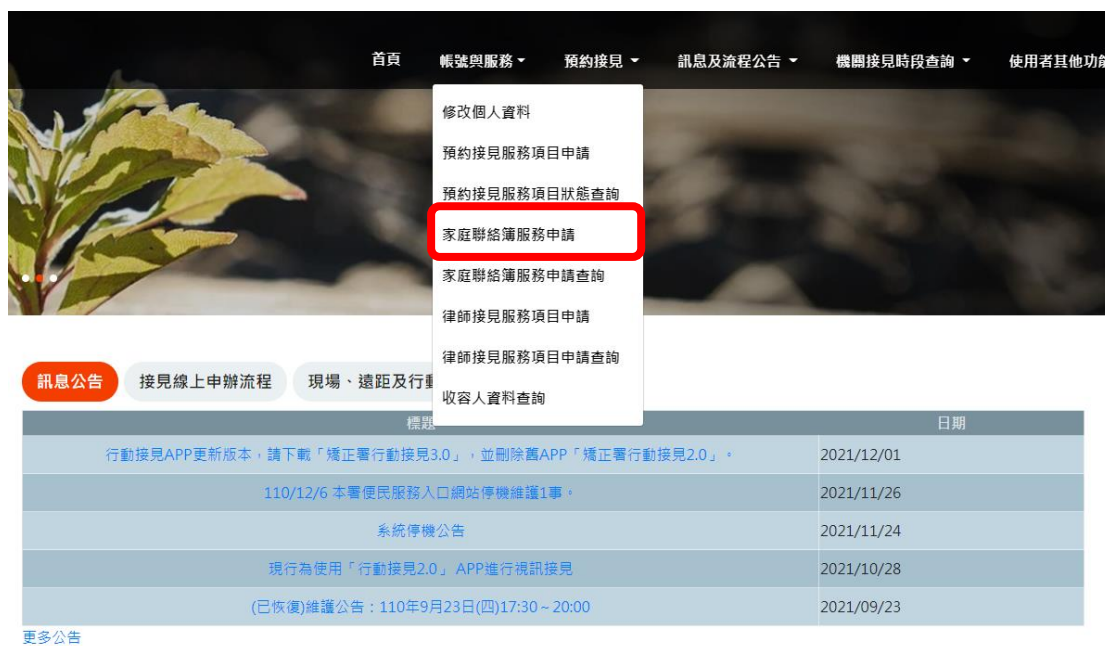 首頁 帳號與服務 預約接見 訊息及流程公告 機關接見時段查詢 使用者其他功能
修改個人資料
預約接見服務項目申請
預約接見服務項目狀態查詢
家庭聯絡簿服務申請
家庭聯絡簿服務申請查詢
律師接見服務項目申請
律師接見服務項目申請查詢
收容人資料查詢
訊息公告 接見線上申辦流程 現場、遠距及行動
標題 日期
行動接見APP更新版本，請下載「矯正署行動接見3.0」，並刪除舊APP「矯正署行動接見2.0」。 2021/12/01
110/12/6 本署便民服務入口網站停機維護1事。 2021/11/26
系統停機公告 2021/11/24
現行為使用「行動接見2.0」 APP進行視訊接見 2021/10/28
(已恢復)維護公告：110年9月23日(四)17:30～20:00 2021/09/23
更多公告